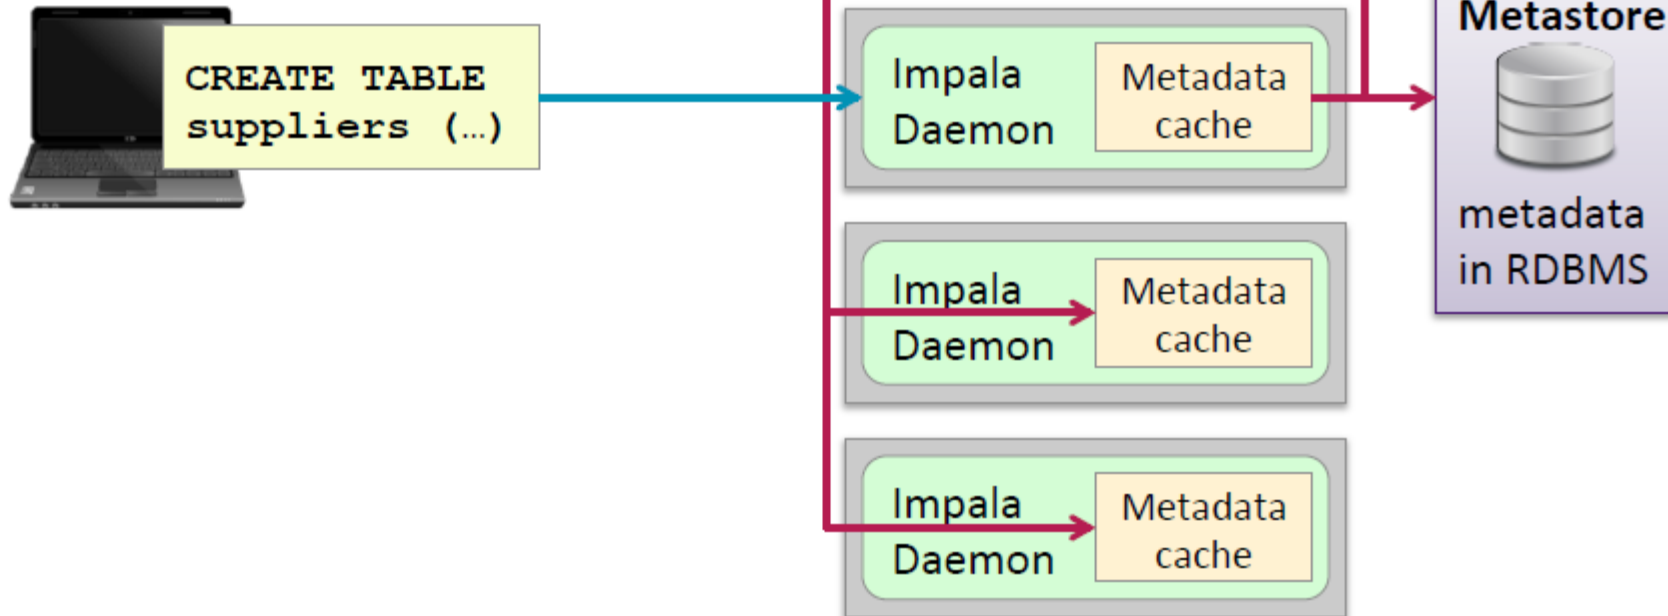 Metastore
CREATE TABLE
suppliers (…)
Impala
Daemon
Metadata
cache
metadata
in RDBMS
Impala
Daemon
Metadata
cache
Impala
Daemon
Metadata
cache